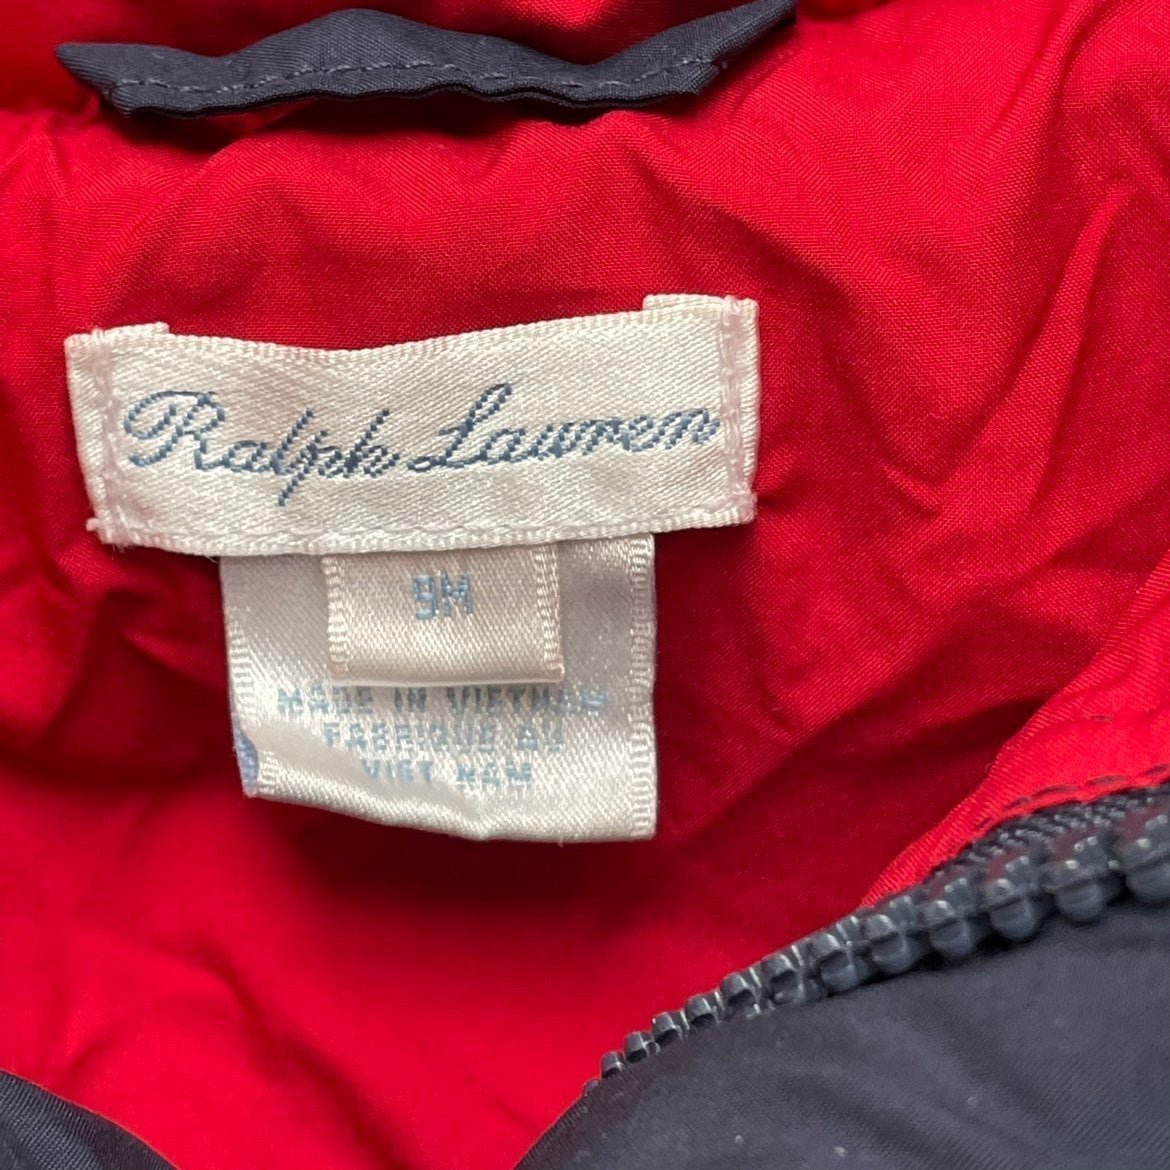 Ralph Lauren
9M
MADE IN VIETNAM
FABRIQUE AU
VIET NAM